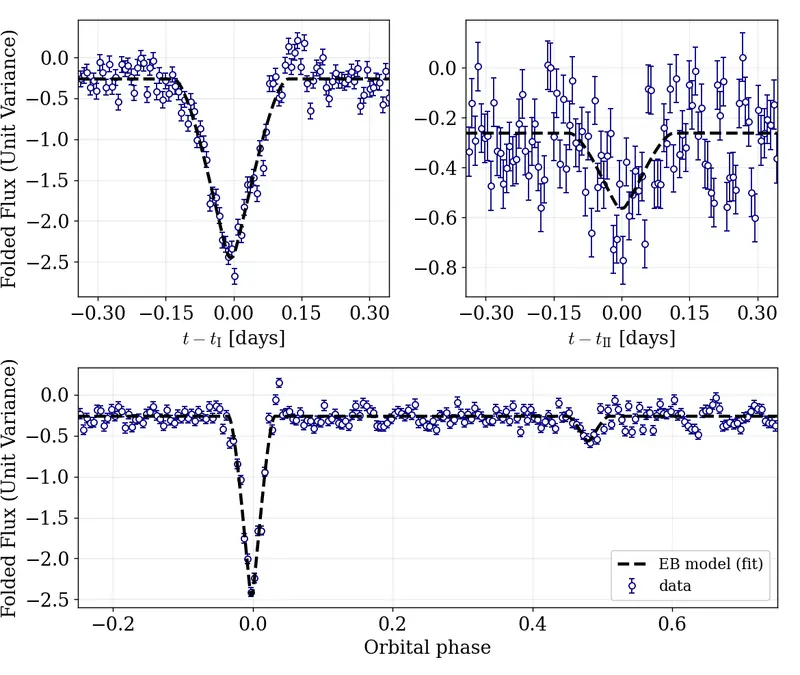 Folded Flux (Unit Variance)
0.0
−0.5
−1.0
−1.5
−2.0
−2.5
−0.30 −0.15 0.00 0.15 0.30
t − tI [days]
0.0
−0.2
−0.4
−0.6
−0.8
−0.30 −0.15 0.00 0.15 0.30
t − tII [days]
Folded Flux (Unit Variance)
0.0
−0.5
−1.0
−1.5
−2.0
−2.5
EB model (fit)
data
−0.2 0.0 0.2 0.4 0.6
Orbital phase